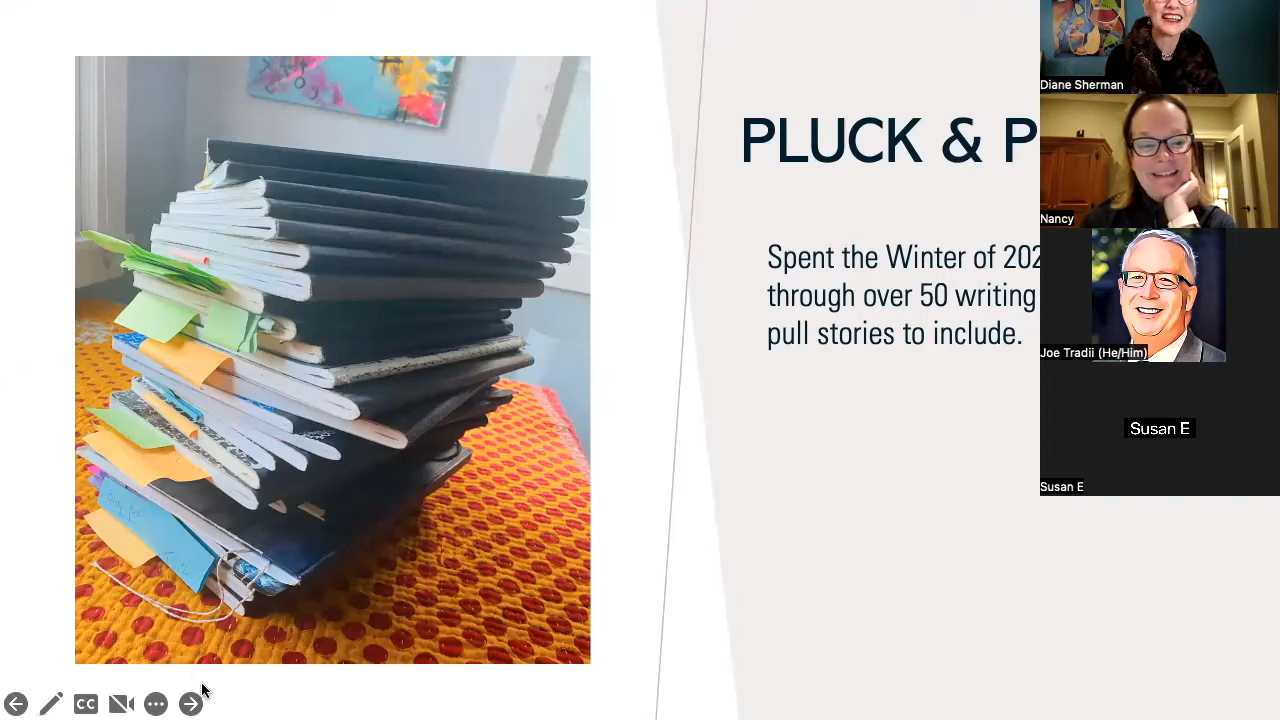 PLUCK & P
Spent the Winter of 202
through over 50 writing
pull stories to include.
Diane Sherman
Nancy
Joe Tradii (He/Him)
Susan E
Susan E
CC